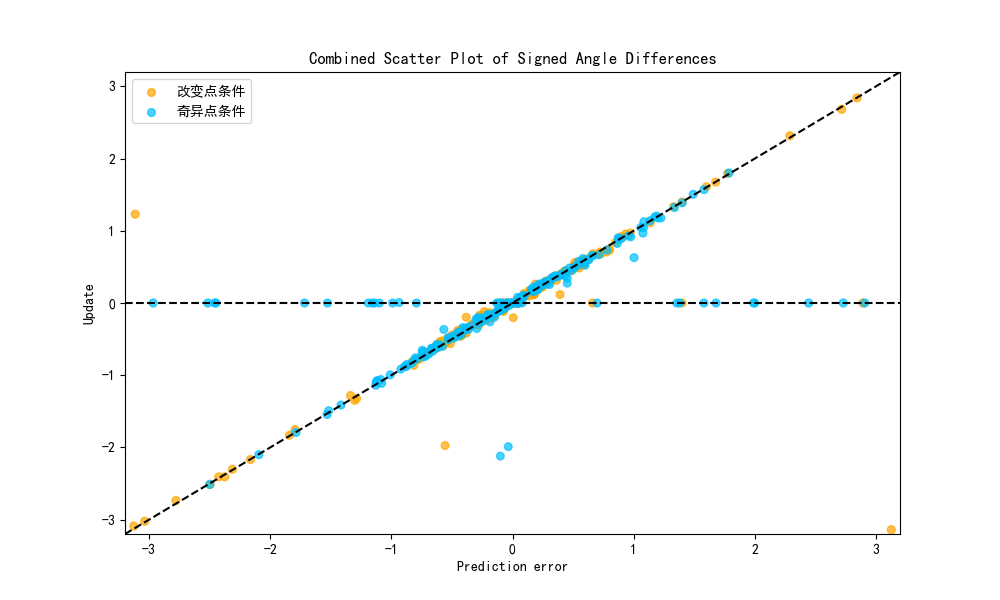 Combined Scatter Plot of Signed Angle Differences
改变点条件
奇异点条件
3
2
1
0
-1
-2
-3
Update
-3 -2 -1 0 1 2 3
Prediction error